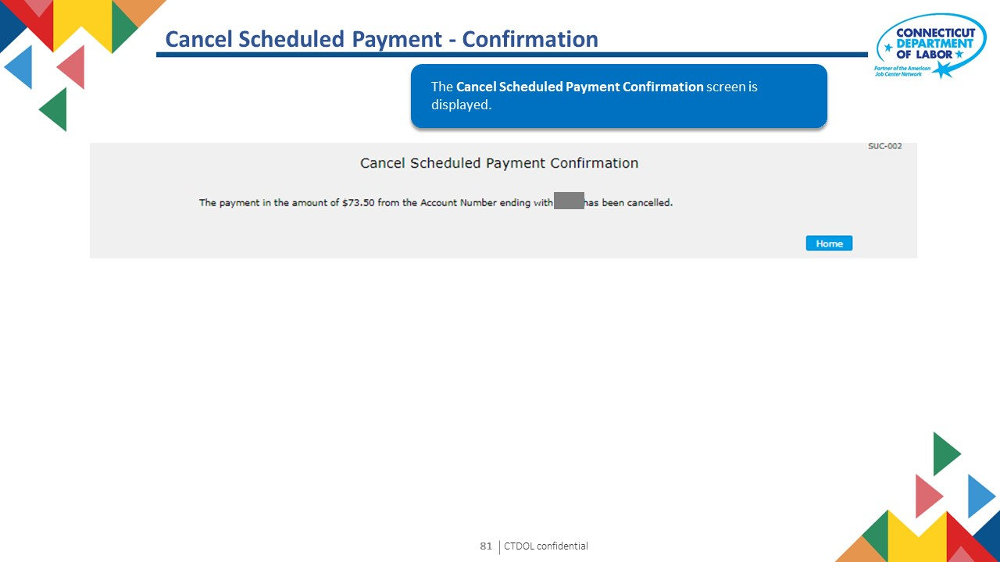 Cancel Scheduled Payment - Confirmation
CONNECTICUT
DEPARTMENT
OF LABOR
Partner of the American
Job Center Network
The Cancel Scheduled Payment Confirmation screen is
displayed.
SUC-002
Cancel Scheduled Payment Confirmation
The payment in the amount of $73.50 from the Account Number ending with has been cancelled.
Home
81 CTDOL confidential